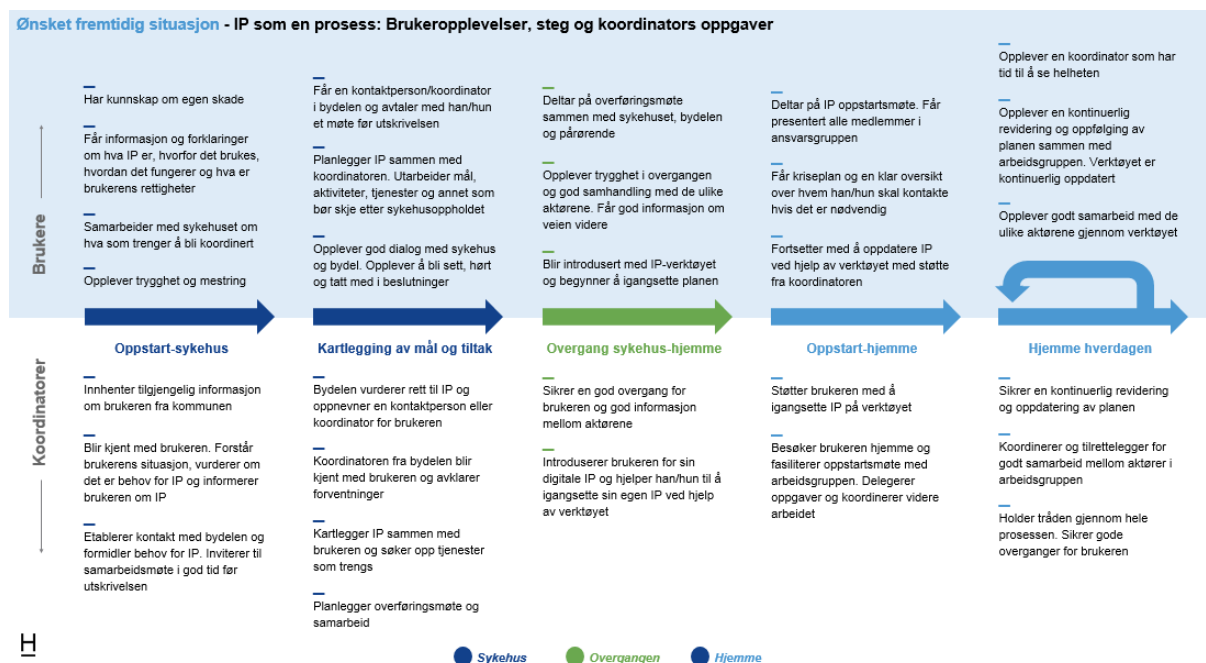 Ønsket fremtidig situasjon - IP som en prosess: Brukeropplevelser, steg og koordinators oppgaver
Brukere
Har kunnskap om egen skade
Får informasjon og forklaringer
om hva IP er, hvorfor det brukes,
hvordan det fungerer og hva er
brukerens rettigheter
Samarbeider med sykehuset om
hva som trenger å bli koordinert
Opplever trygghet og mestring
Får en kontaktperson/koordinator
i bydelen og avtaler med han/hun
et møte før utskrivelsen
Planlegger IP sammen med
koordinatoren. Utarbeider mål,
aktiviteter, tjenester og annet som
bør skje etter sykehusoppholdet
Opplever god dialog med sykehus
og bydel. Opplever å bli sett, hørt
og tatt med i beslutninger
Deltar på overføringsmøte
sammen med sykehuset, bydelen
og pårørende
Opplever trygghet i overgangen
og god samhandling med de ulike
aktørene. Får god informasjon om
veien videre
Blir introdusert med IP-verktøyet
og begynner å igangsette planen
Deltar på IP oppstartsmøte. Får
presentert alle medlemmer i
ansvarsgruppen
Får kriseplan og en klar oversikt
over hvem han/hun skal kontakte
hvis det er nødvendig
Fortsetter med å oppdatere IP
ved hjelp av verktøyet med støtte
fra koordinatoren
Opplever en koordinator som har
tid til å se helheten
Opplever en kontinuerlig
revidering og oppfølging av
planen sammen med
arbeidsgruppen. Verktøyet er
kontinuerlig oppdatert
Opplever godt samarbeid med de
ulike aktørene gjennom verktøyet
Oppstart-sykehus
Kartlegging av mål og tiltak
Overgang sykehus-hjemme
Oppstart-hjemme
Hjemme hverdagen
Koordinatorer
Innhenter tilgjengelig informasjon
om brukeren fra kommunen
Blir kjent med brukeren. Forstår
brukerens situasjon, vurderer om
det er behov for IP og informerer
brukeren om IP
Etablerer kontakt med bydelen og
formidler behov for IP. Inviterer til
samarbeidsmøte i god tid før
utskrivelsen
Bydelen vurderer rett til IP og
oppnevner en kontaktperson eller
koordinator for brukeren
Koordinatoren fra bydelen blir
kjent med brukeren og avklarer
forventninger
Kartlegger IP sammen med
brukeren og søker opp tjenester
som trengs
Planlegger overføringsmøte og
samarbeid
Sikrer en god overgang for
brukeren og god informasjon
mellom aktørene
Introduserer brukeren for sin
digitale IP og hjelper han/hun til å
igangsette sin egen IP ved hjelp
av verktøyet
Støtter brukeren med å
igangsette IP på verktøyet
Besøker brukeren hjemme og
fasiliterer oppstartsmøte med
arbeidsgruppen. Delegerer
oppgaver og koordinerer videre
arbeidet
Sikrer en kontinuerlig revidering
og oppdatering av planen
Koordinerer og tilrettelegger for
godt samarbeid mellom aktører i
arbeidsgruppen
Holder tråden gjennom hele
prosessen. Sikrer gode
overganger for brukeren
H
Sykehus
Overgangen
Hjemme